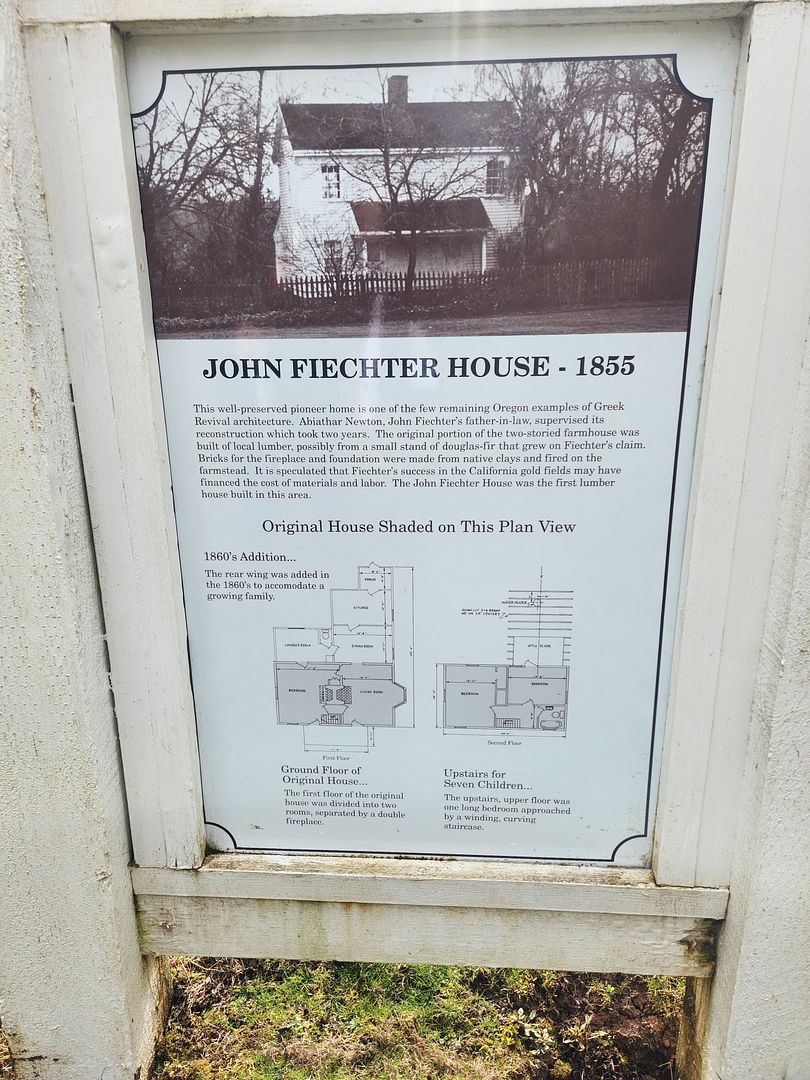 JOHN FIECHTER HOUSE - 1855
This well-preserved pioneer home is one of the few remaining Oregon examples of Greek
Revival architecture. Abiathar Newton, John Fiechter's father-in-law, supervised its
reconstruction which took two years. The original portion of the two-storied farmhouse was
built of local lumber, possibly from a small stand of douglas-fir that grew on Fiechter's claim.
Bricks for the fireplace and foundation were made from native clays and fired on the
farmstead. It is speculated that Fiechter's success in the California gold fields may have
financed the cost of materials and labor. The John Fiechter House was the first lumber
house built in this area.
Original House Shaded on This Plan View
1860's Addition...
The rear wing was added in
the 1860's to accomodate a
growing family.
KITCHEN
DINING ROOM
BEDROOM
LIVING ROOM
First Floor
BEDROOM
BEDROOM
Second Floor
Ground Floor of
Original House...
The first floor of the original
house was divided into two
rooms, separated by a double
fireplace.
Upstairs for
Seven Children...
The upstairs, upper floor was
one long bedroom approached
by a winding, curving
staircase.